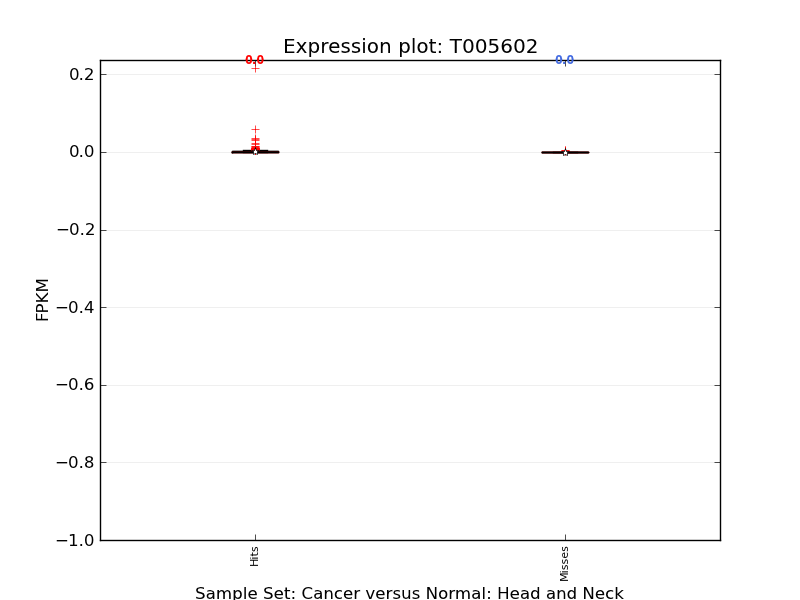 Expression plot: T005602
0.0
0.0
0.2
0.0
−0.2
−0.4
−0.6
−0.8
−1.0
FPKM
Hits
Misses
Sample Set: Cancer versus Normal: Head and Neck